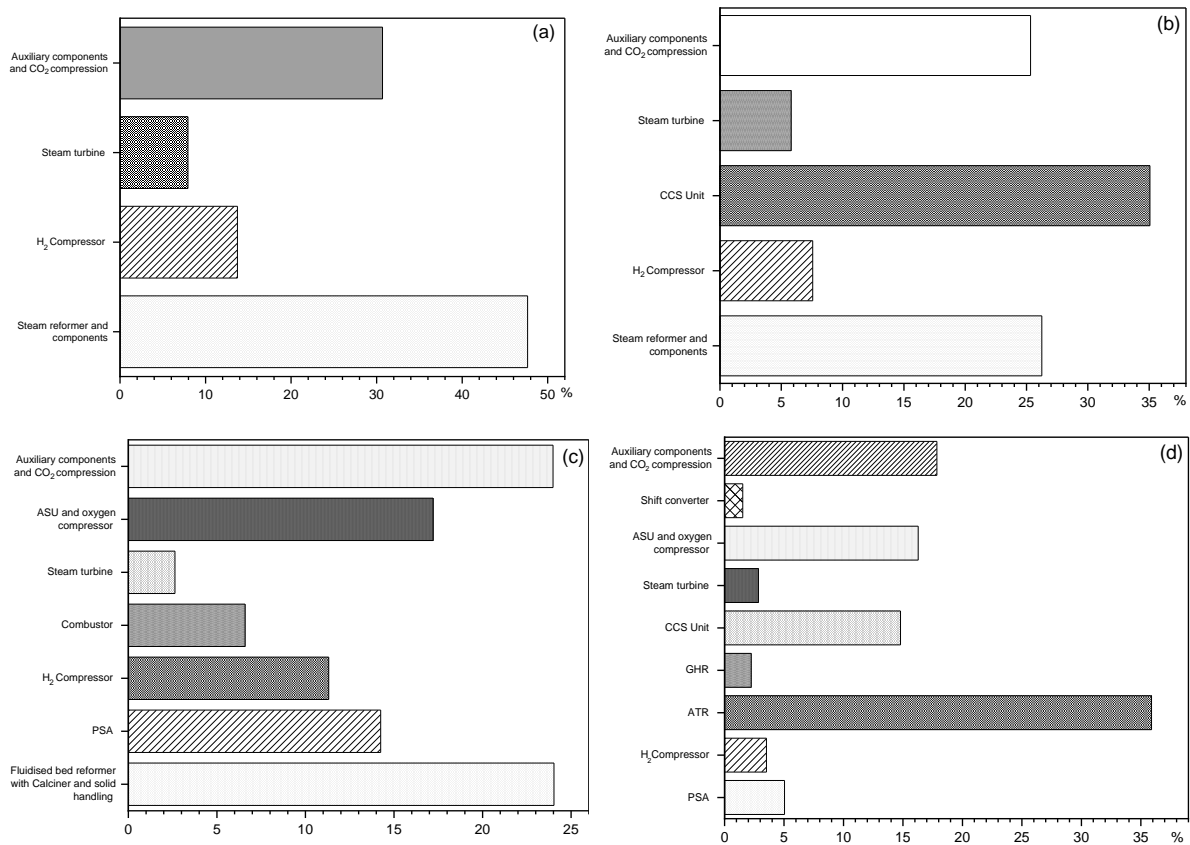 (a)
Auxiliary components
and CO2 compression
Steam turbine
H2 Compressor
Steam reformer and
components
0 10 20 30 40 50 %
(b)
Auxiliary components
and CO2 compression
Steam turbine
CCS Unit
H2 Compressor
Steam reformer and
components
0 5 10 15 20 25 30 35 %
(c)
Auxiliary components
and CO2 compression
ASU and oxygen
compressor
Steam turbine
Combustor
H2 Compressor
PSA
Fluidised bed reformer
with Calciner and solid
handling
0 5 10 15 20 25
(d)
Auxiliary components
and CO2 compression
Shift converter
ASU and oxygen
compressor
Steam turbine
CCS Unit
GHR
ATR
H2Compressor
PSA
0 5 10 15 20 25 30 35 %